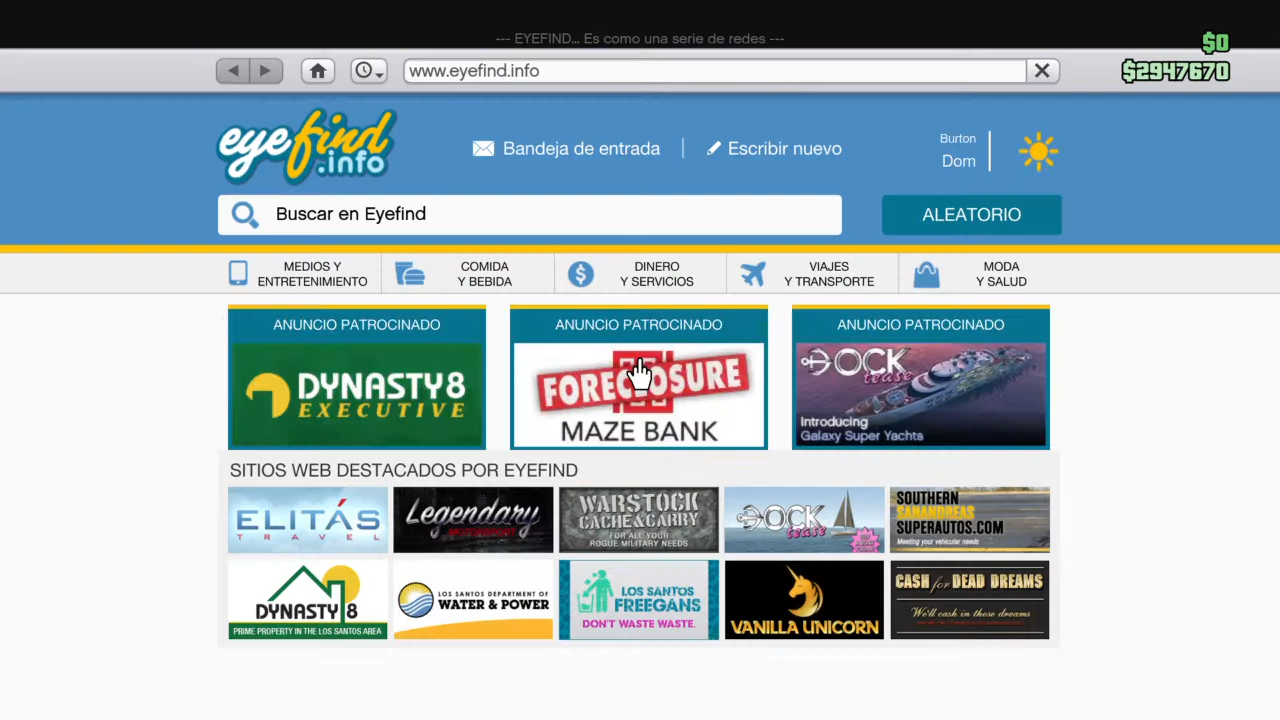 --- EYEFIND... Es como una serie de redes ---
$0
$2947670
www.eyefind.info
eyefind
.info
Bandeja de entrada
Escribir nuevo
Burton
Dom
Buscar en Eyefind
ALEATORIO
MEDIOS Y
ENTRETENIMIENTO
COMIDA
Y BEBIDA
DINERO
Y SERVICIOS
VIAJES
Y TRANSPORTE
MODA
Y SALUD
ANUNCIO PATROCINADO
DYNASTY8
EXECUTIVE
ANUNCIO PATROCINADO
FORECLOSURE
MAZE BANK
ANUNCIO PATROCINADO
DOCK
tease
Introducing
Galaxy Super Yachts
SITIOS WEB DESTACADOS POR EYEFIND
ELITÁS
TRAVEL
Legendary
MOTORSPORT
WARSTOCK
CACHE&CARRY
FOR ALL YOUR
ROGUE MILITARY NEEDS
DOCK
tease
SOUTHERN
SANANDREAS
SUPERAUTOS.COM
Meeting your vehicular needs
DYNASTY 8
PRIME PROPERTY IN THE LOS SANTOS AREA
LOS SANTOS DEPARTMENT OF
WATER & POWER
LOS SANTOS
FREEGANS
DON'T WASTE WASTE.
VANILLA UNICORN
CASH for DEAD DREAMS
We'll cash in those dreams